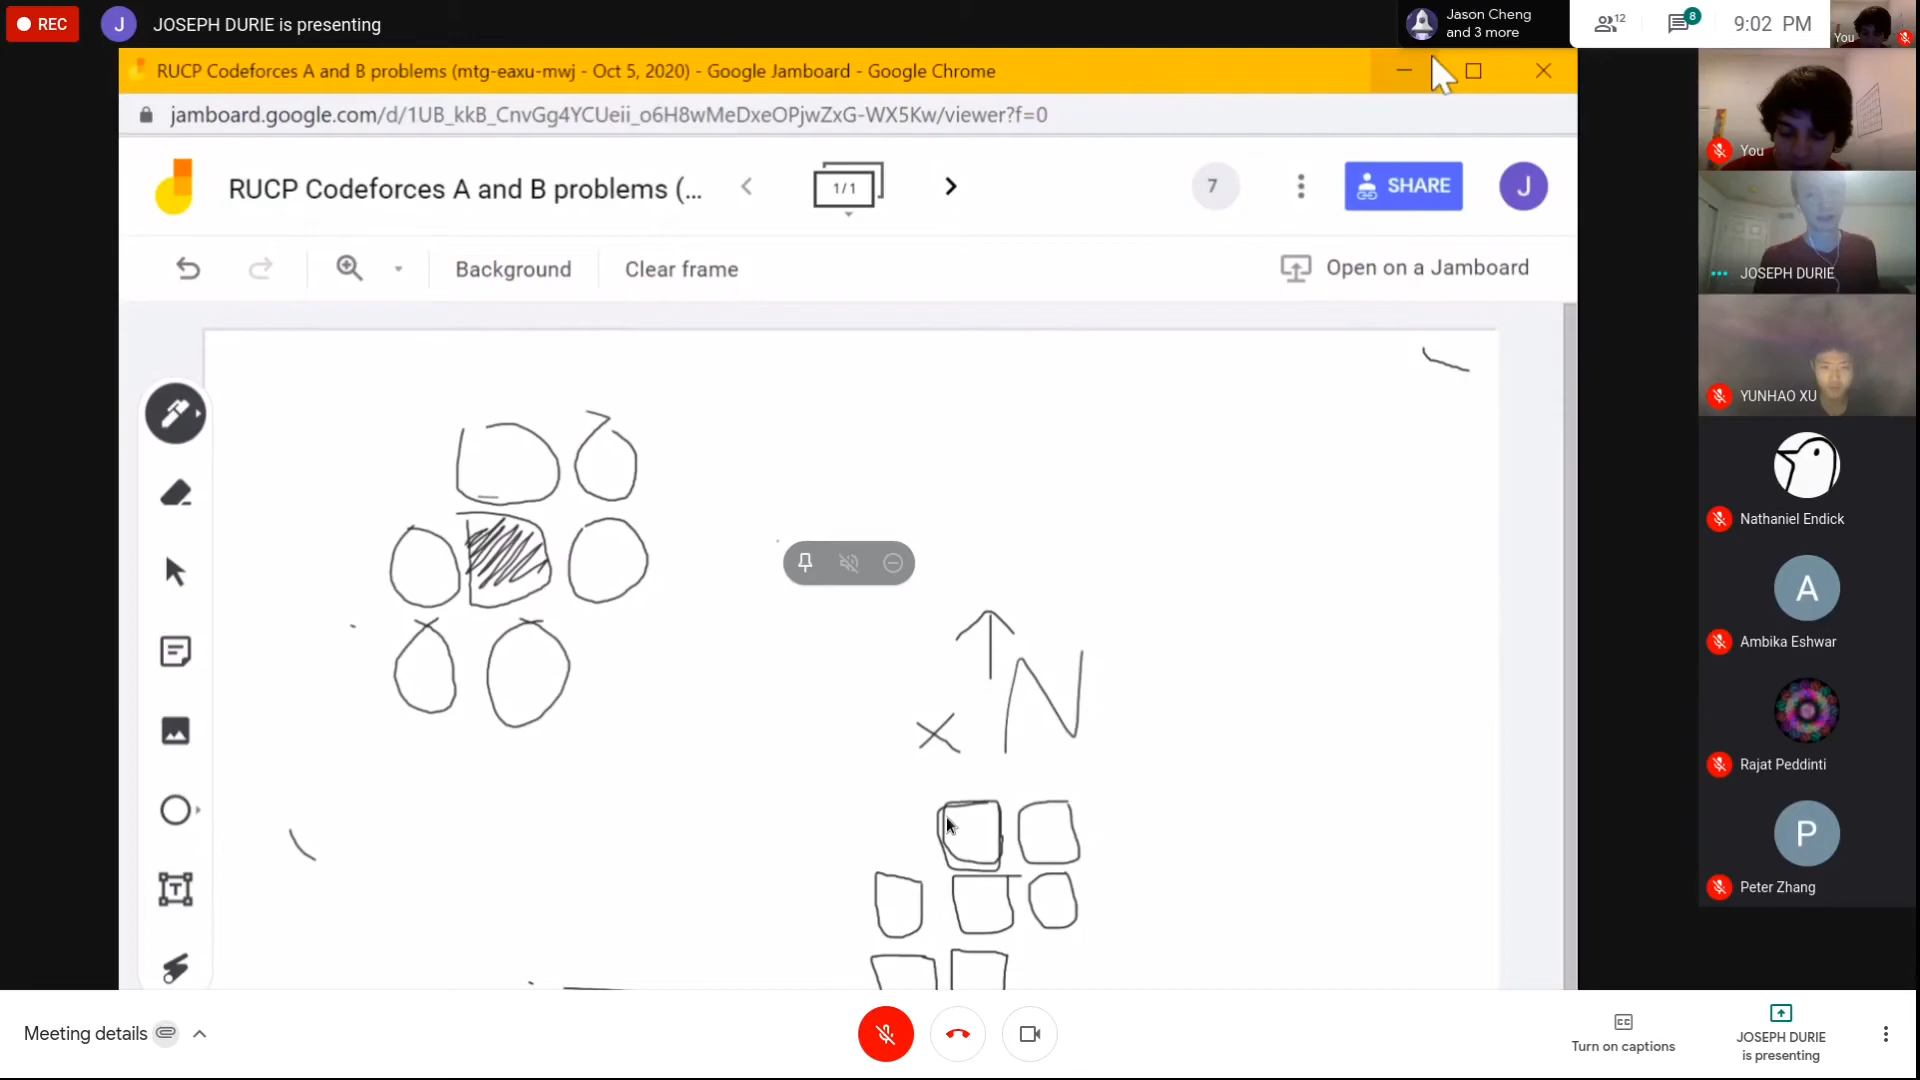 REC
J
JOSEPH DURIE is presenting
Jason Cheng
and 3 more
12
8
9:02 PM
You
RUCP Codeforces A and B problems (mtg-eaxu-mwj - Oct 5, 2020) - Google Jamboard - Google Chrome
jamboard.google.com/d/1UB_kkB_CnvGg4YCUeii_o6H8wMeDxeOPjwZxG-WX5Kw/viewer?f=0
RUCP Codeforces A and B problems (...
1/1
7
SHARE
J
Background
Clear frame
Open on a Jamboard
N
x
You
JOSEPH DURIE
YUNHAO XU
Nathaniel Endick
A
Ambika Eshwar
Rajat Peddinti
P
Peter Zhang
T
Meeting details
CC
Turn on captions
JOSEPH DURIE
is presenting